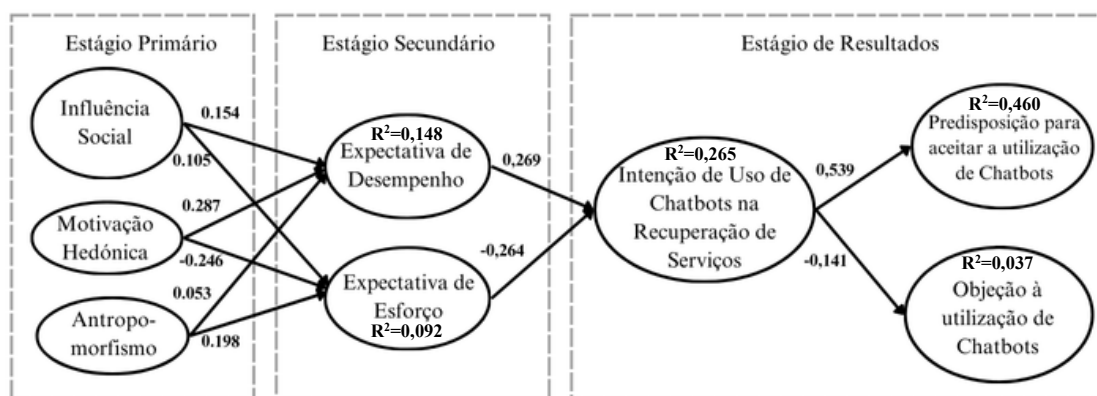 Estágio Primário
Influência
Social
Motivação
Hedónica
Antropo-
morfismo
0.154
0.105
0.287
-0.246
0.053
0.198
Estágio Secundário
R²=0,148
Expectativa de
Desempenho
Expectativa de
Esforço
R²=0,092
0,269
-0,264
Estágio de Resultados
R²=0,265
Intenção de Uso de
Chatbots na
Recuperação de
Serviços
0,539
-0,141
R²=0,460
Predisposição para
aceitar a utilização
de Chatbots
R²=0,037
Objeção à
utilização de
Chatbots